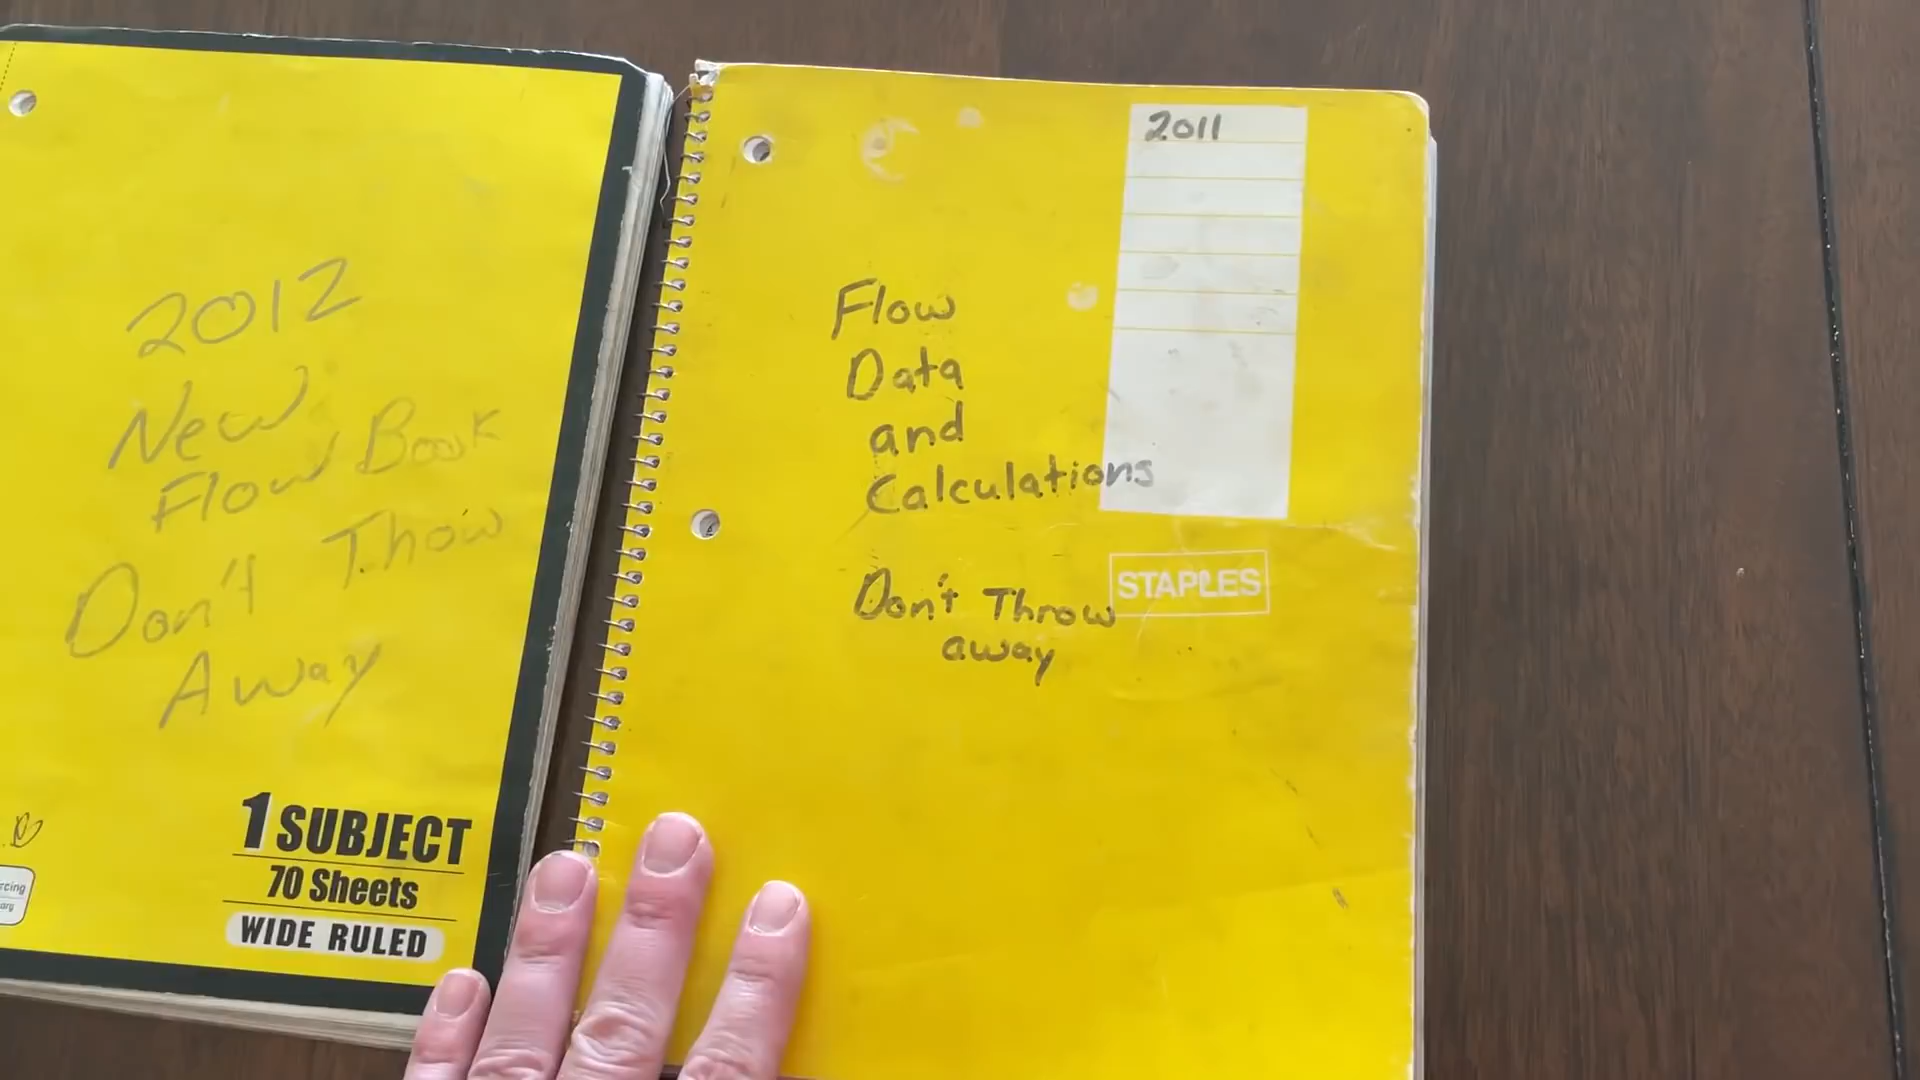 2012
New
Flow Book
Don't Thow
Away
1 SUBJECT
70 Sheets
WIDE RULED
2011
Flow
Data
and
Calculations
STAPLES
Don't Throw
away